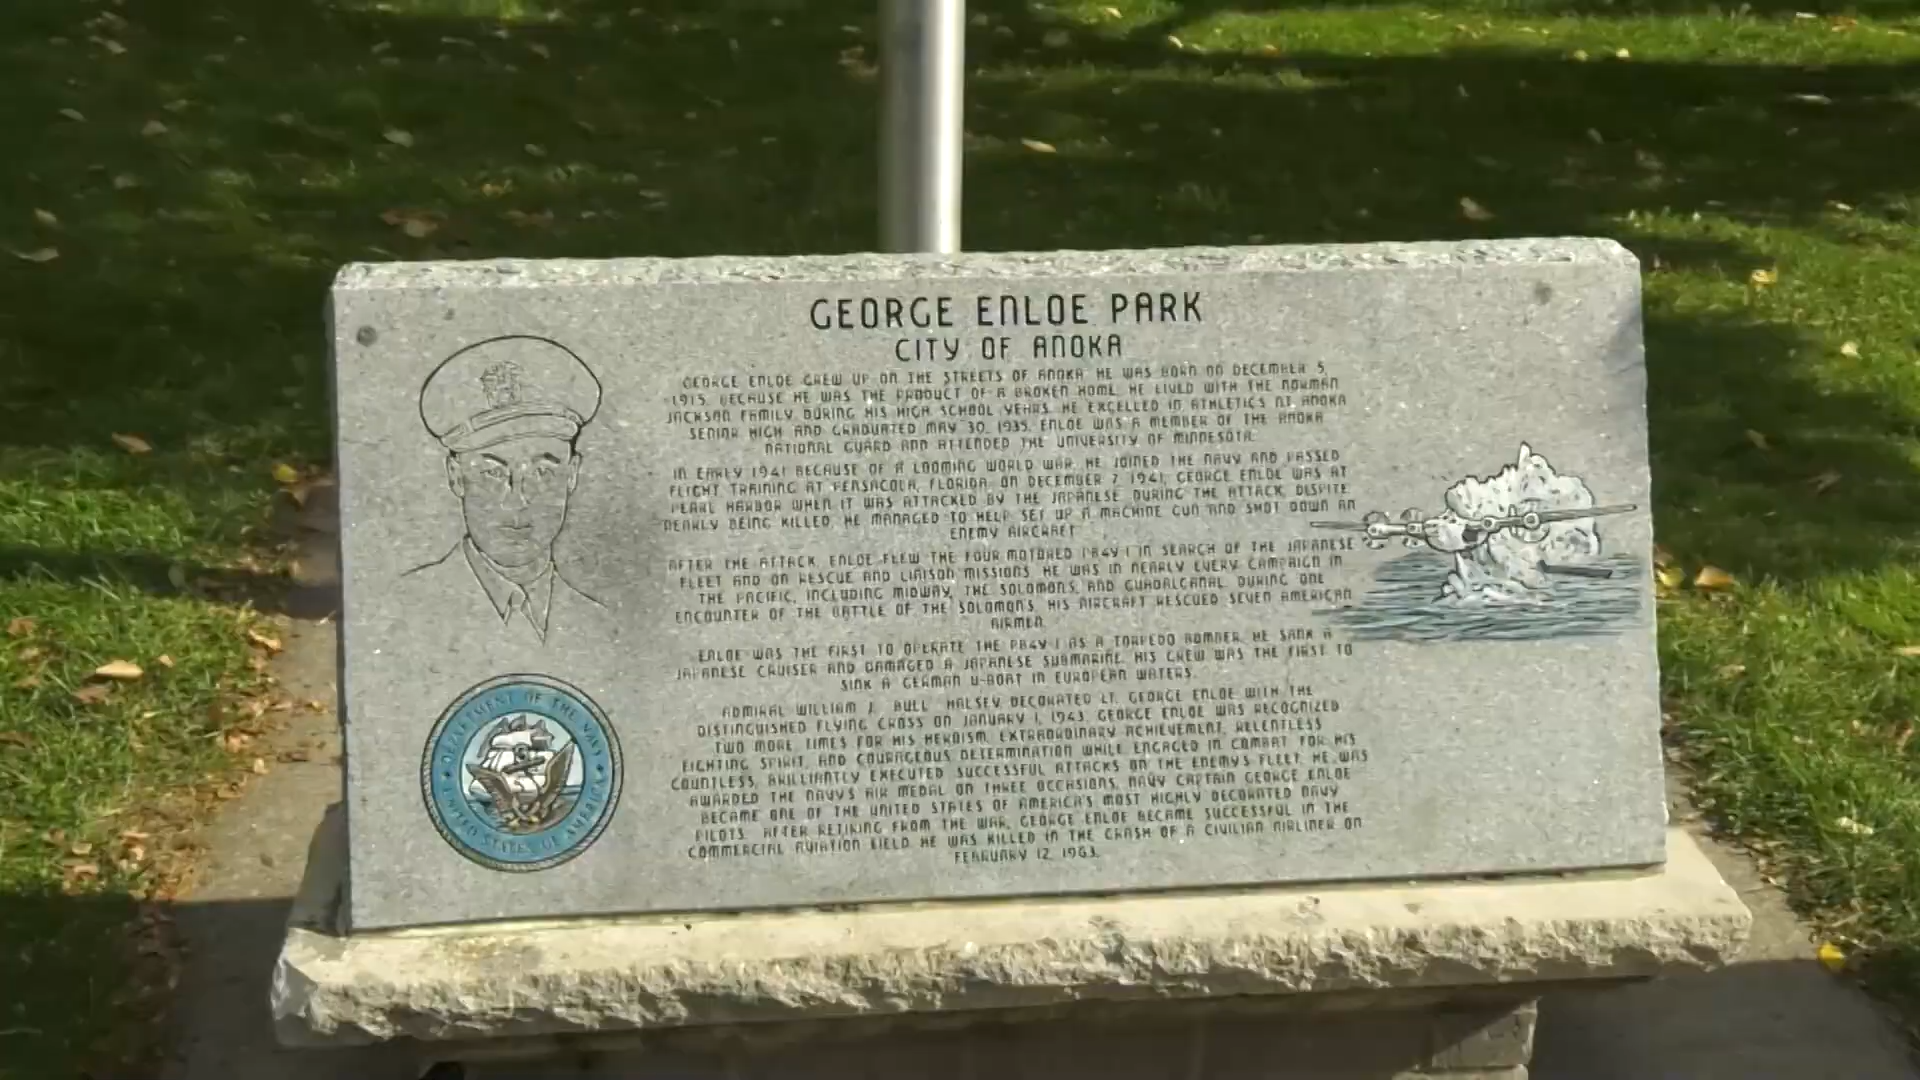 GEORGE ENLOE PARK
CITY OF ANOKA
GEORGE ENLOE GREW UP ON THE STREETS OF ANOKA. HE WAS BORN ON DECEMBER 5,
1915. BECAUSE HE WAS THE PRODUCT OF A BROKEN HOME, HE LIVED WITH THE NORMAN
JACKSON FAMILY DURING HIS HIGH SCHOOL YEARS. HE EXCELLED IN ATHLETICS AT ANOKA
SENIOR HIGH AND GRADUATED MAY 30, 1935. ENLOE WAS A MEMBER OF THE ANOKA
NATIONAL GUARD AND ATTENDED THE UNIVERSITY OF MINNESOTA.
IN EARLY 1941 BECAUSE OF A LOOMING WORLD WAR, HE JOINED THE NAVY AND PASSED
FLIGHT TRAINING AT PENSACOLA, FLORIDA. ON DECEMBER 7, 1941, GEORGE ENLOE WAS AT
PEARL HARBOR WHEN IT WAS ATTACKED BY THE JAPANESE. DURING THE ATTACK, DESPITE
NEARLY BEING KILLED, HE MANAGED TO HELP SET UP A MACHINE GUN AND SHOT DOWN AN
ENEMY AIRCRAFT.
AFTER THE ATTACK, ENLOE FLEW THE FOUR MOTORED PB4Y-1 IN SEARCH OF THE JAPANESE
FLEET AND ON RESCUE AND LIAISON MISSIONS. HE WAS IN NEARLY EVERY CAMPAIGN IN
THE PACIFIC, INCLUDING MIDWAY, THE SOLOMONS, AND GUADALCANAL. DURING ONE
ENCOUNTER OF THE BATTLE OF THE SOLOMONS, HIS AIRCRAFT RESCUED SEVEN AMERICAN
AIRMEN.
ENLOE WAS THE FIRST TO OPERATE THE PB4Y-1 AS A TORPEDO BOMBER. HE SANK A
JAPANESE CRUISER AND DAMAGED A JAPANESE SUBMARINE. HIS CREW WAS THE FIRST TO
SINK A GERMAN U-BOAT IN EUROPEAN WATERS.
ADMIRAL WILLIAM J. "BULL" HALSEY DECORATED LT. GEORGE ENLOE WITH THE
DISTINGUISHED FLYING CROSS ON JANUARY 1, 1943. GEORGE ENLOE WAS RECOGNIZED
TWO MORE TIMES FOR HIS HEROISM, EXTRAORDINARY ACHIEVEMENT, RELENTLESS
FIGHTING SPIRIT, AND COURAGEOUS DETERMINATION WHILE ENGAGED IN COMBAT. FOR HIS
COUNTLESS, BRILLIANTLY EXECUTED SUCCESSFUL ATTACKS ON THE ENEMY'S FLEET, HE WAS
AWARDED THE NAVY'S AIR MEDAL ON THREE OCCASIONS. NAVY CAPTAIN GEORGE ENLOE
BECAME ONE OF THE UNITED STATES OF AMERICA'S MOST HIGHLY DECORATED NAVY
PILOTS. AFTER RETIRING FROM THE WAR, GEORGE ENLOE BECAME SUCCESSFUL IN THE
COMMERCIAL AVIATION FIELD. HE WAS KILLED IN THE CRASH OF A CIVILIAN AIRLINER ON
FEBRUARY 12, 1963.
DEPARTMENT OF THE NAVY
UNITED STATES OF AMERICA